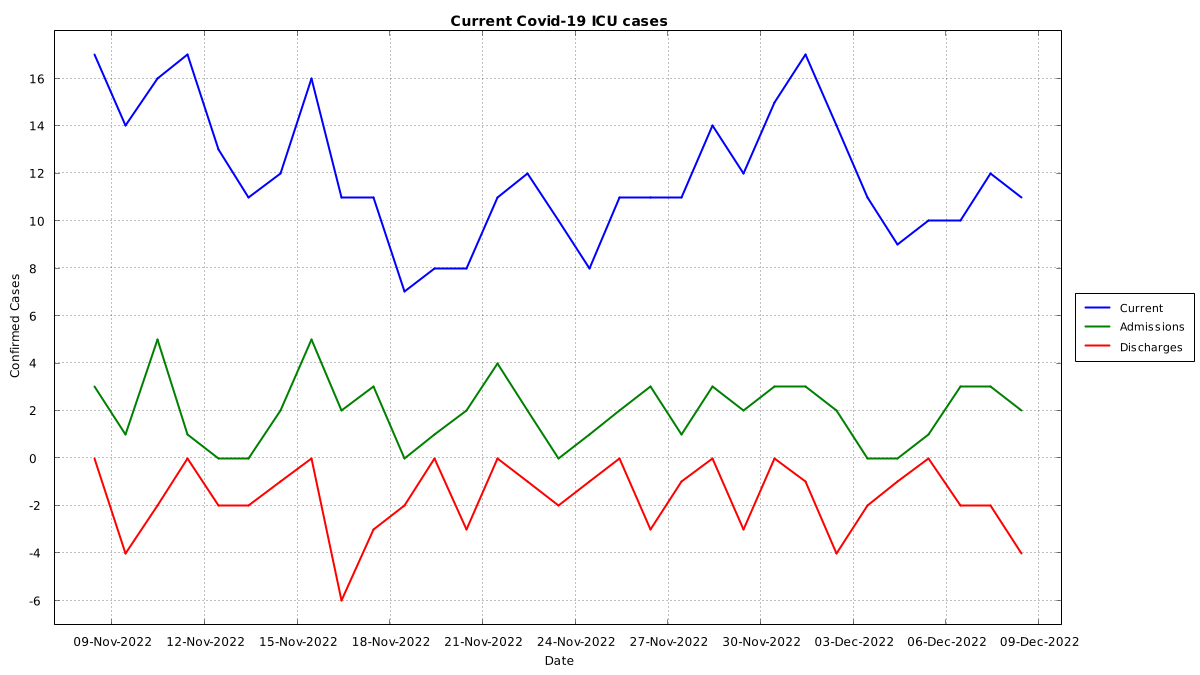 Current Covid-19 ICU cases
Confirmed Cases
16
14
12
10
8
6
4
2
0
-2
-4
-6
09-Nov-2022 12-Nov-2022 15-Nov-2022 18-Nov-2022 21-Nov-2022 24-Nov-2022 27-Nov-2022 30-Nov-2022 03-Dec-2022 06-Dec-2022 09-Dec-2022
Date
Current
Admissions
Discharges